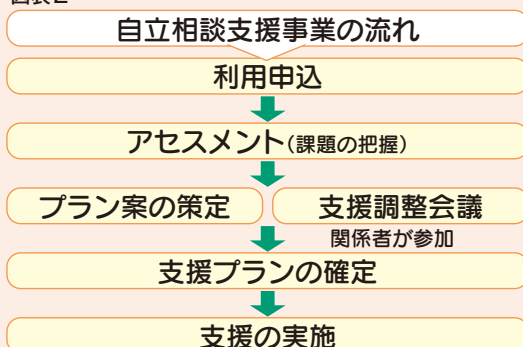 自立相談支援事業の流れ
利用申込
アセスメント(課題の把握)
プラン案の策定
支援調整会議
関係者が参加
支援プランの確定
支援の実施